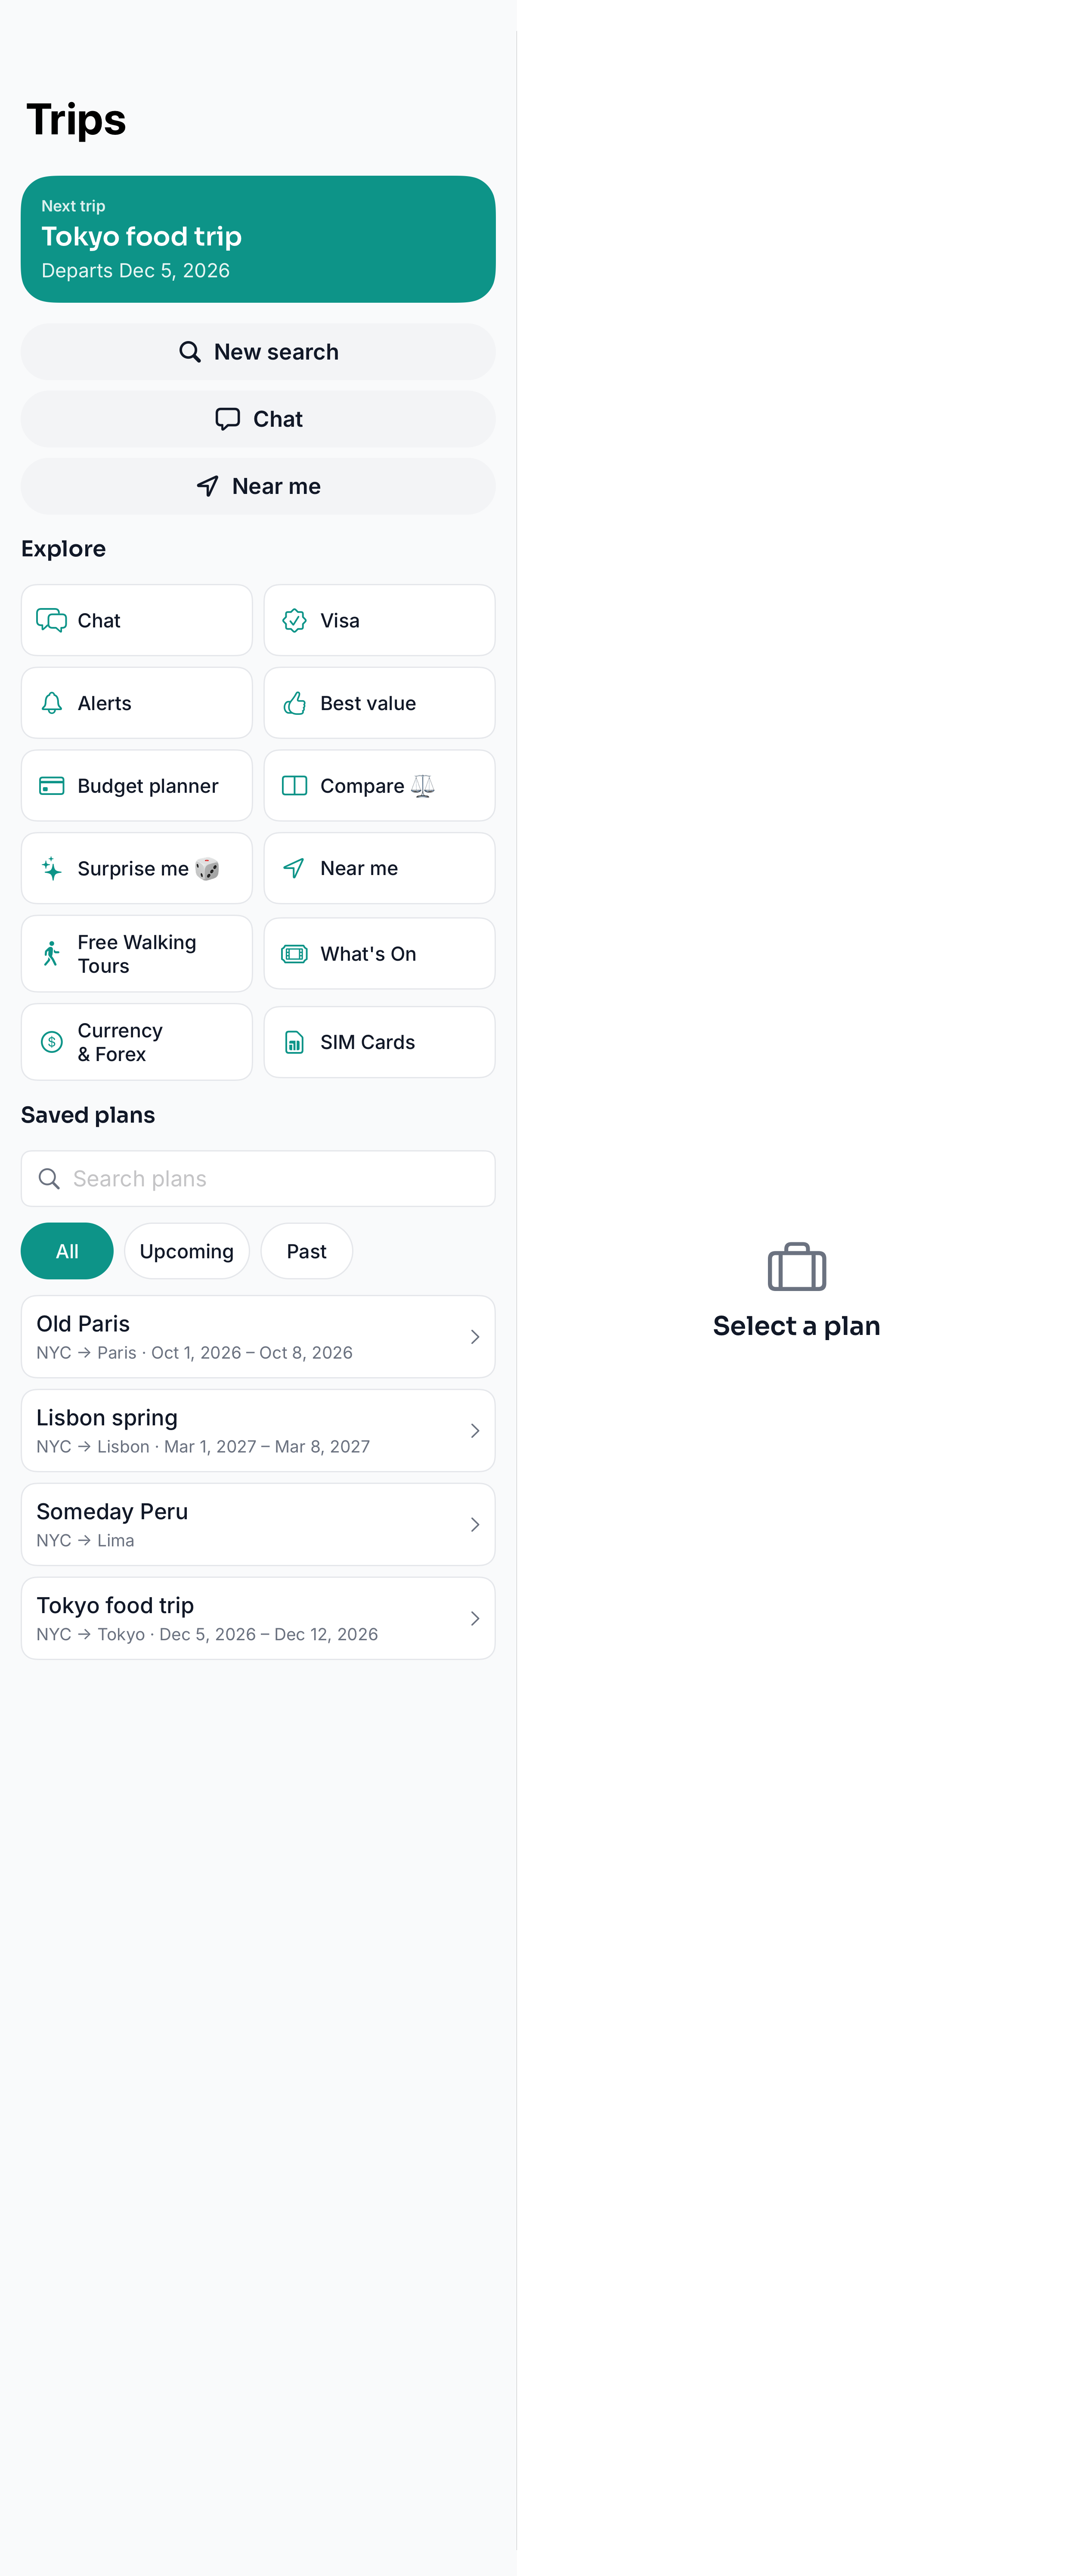 Trips
Next trip
Tokyo food trip
Departs Dec 5, 2026
New search
Chat
Near me
Explore
Chat
Visa
Alerts
Best value
Budget planner
Compare ⚖️
Surprise me 🎲
Near me
Free Walking
Tours
What's On
Currency
& Forex
SIM Cards
Saved plans
Search plans
All
Upcoming
Past
Old Paris
NYC → Paris · Oct 1, 2026 – Oct 8, 2026
Lisbon spring
NYC → Lisbon · Mar 1, 2027 – Mar 8, 2027
Someday Peru
NYC → Lima
Tokyo food trip
NYC → Tokyo · Dec 5, 2026 – Dec 12, 2026
Select a plan